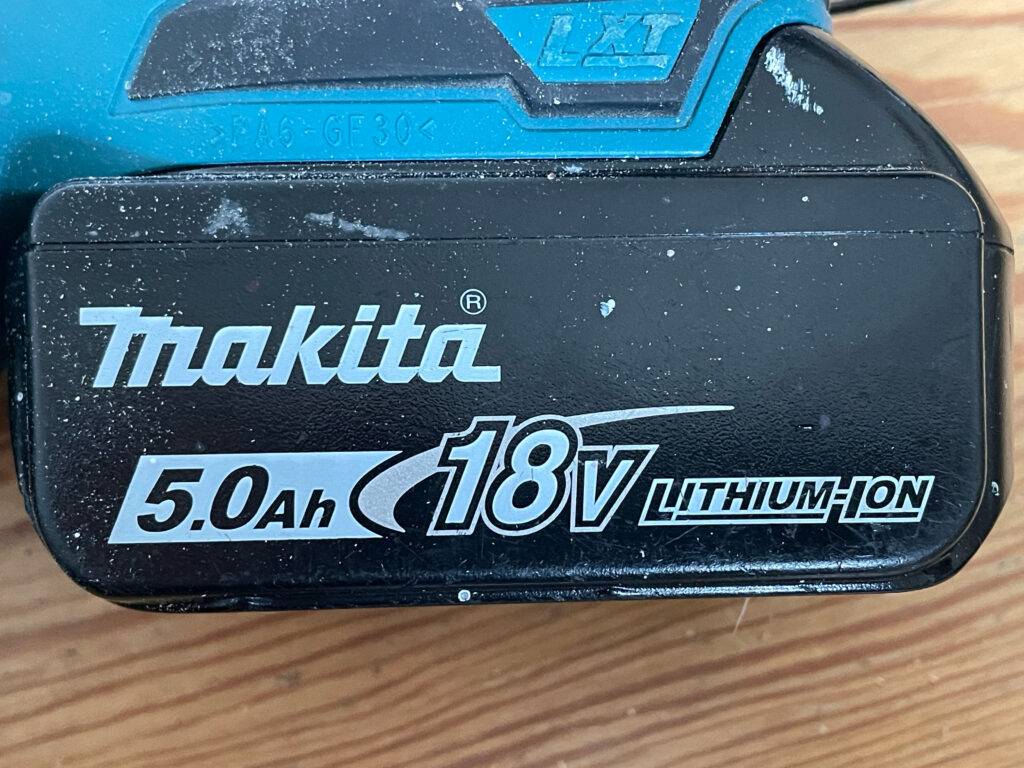 LXT
>PA6-GF30<
makita®
5.0Ah 18V LITHIUM-ION